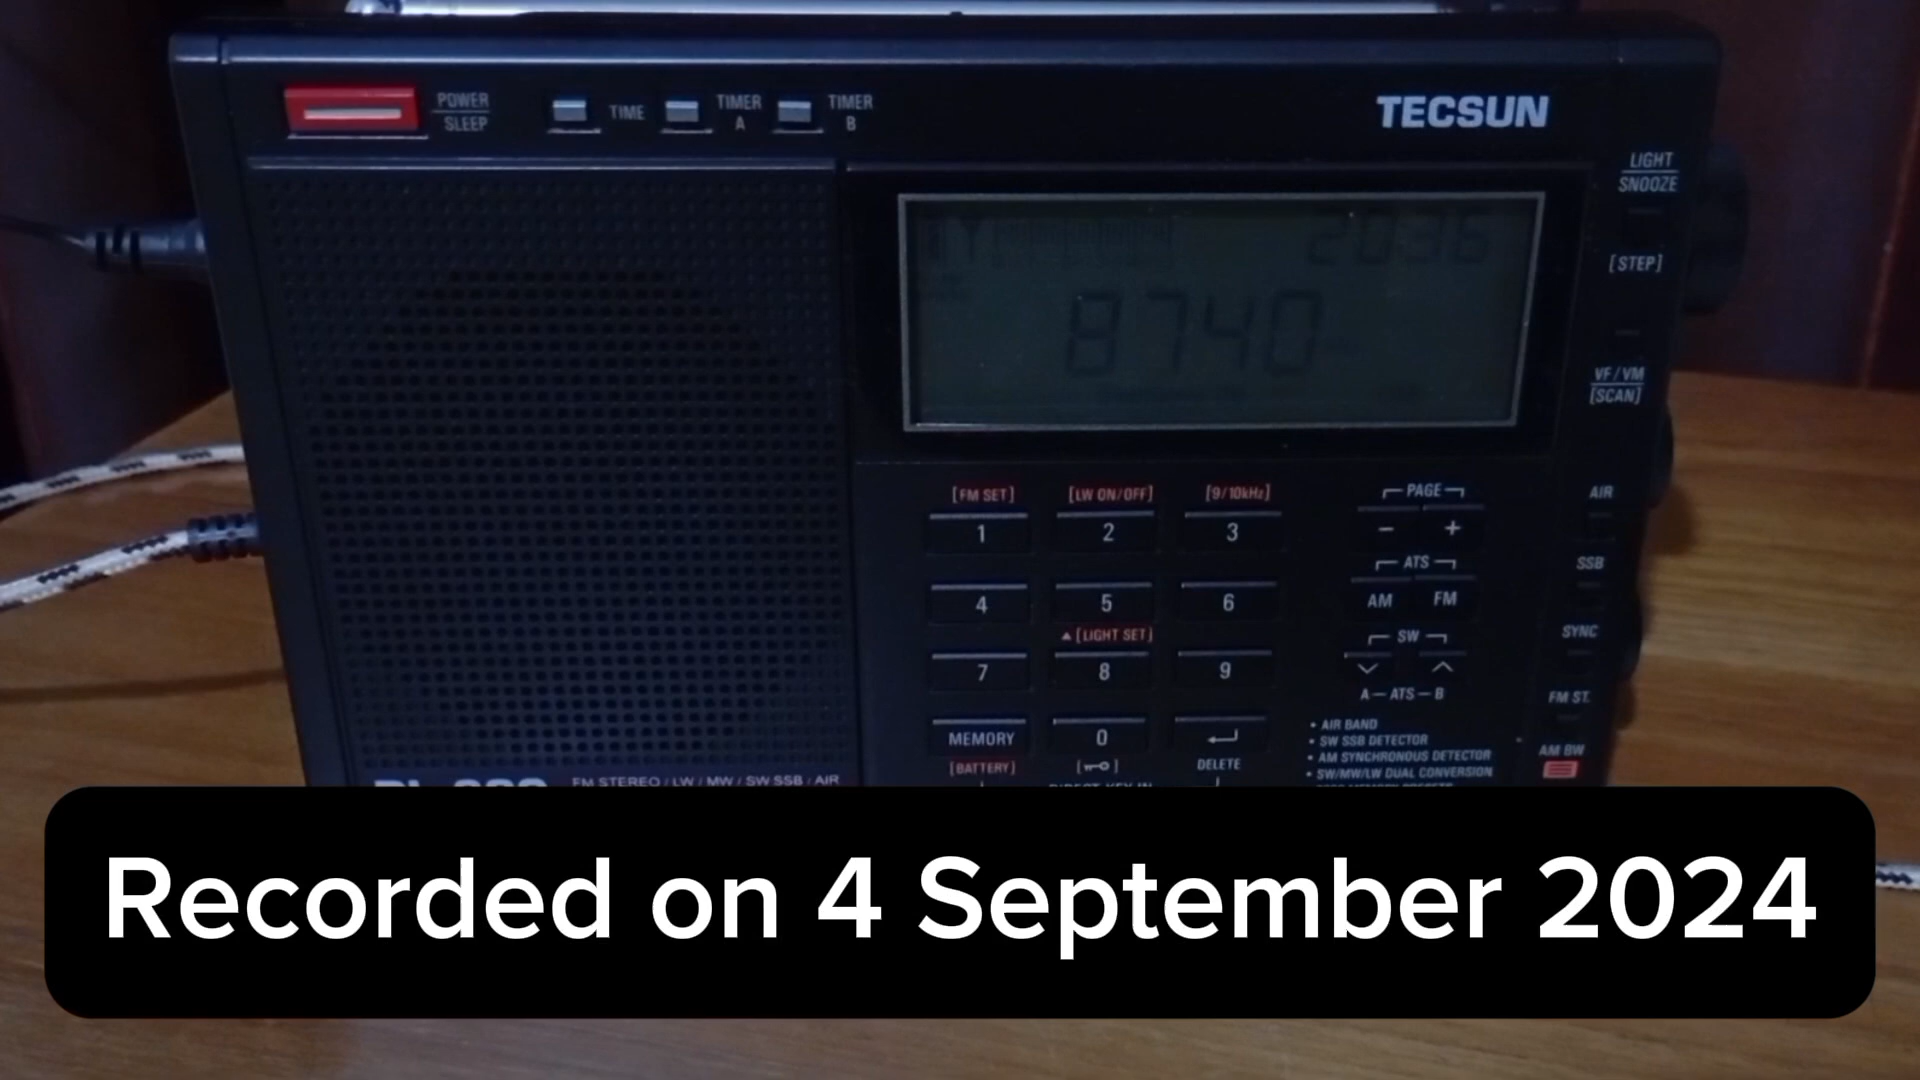 POWER
SLEEP
TIME
TIMER
A
TIMER
B
TECSUN
LIGHT
SNOOZE
2036
[STEP]
8740
VF/VM
[SCAN]
[FM SET]
[LW ON/OFF]
[9/10kHz]
PAGE
AIR
1
2
3
-
+
ATS
SSB
4
5
6
AM
FM
▲[LIGHT SET]
SW
SYNC
7
8
9
A—ATS—B
FM ST.
• AIR BAND
MEMORY
0
• SW SSB DETECTOR
AM BW
[BATTERY]
DELETE
• AM SYNCHRONOUS DETECTOR
• SW/MW/LW DUAL CONVERSION
FM STEREO / LW / MW / SW SSB / AIR
Recorded on 4 September 2024